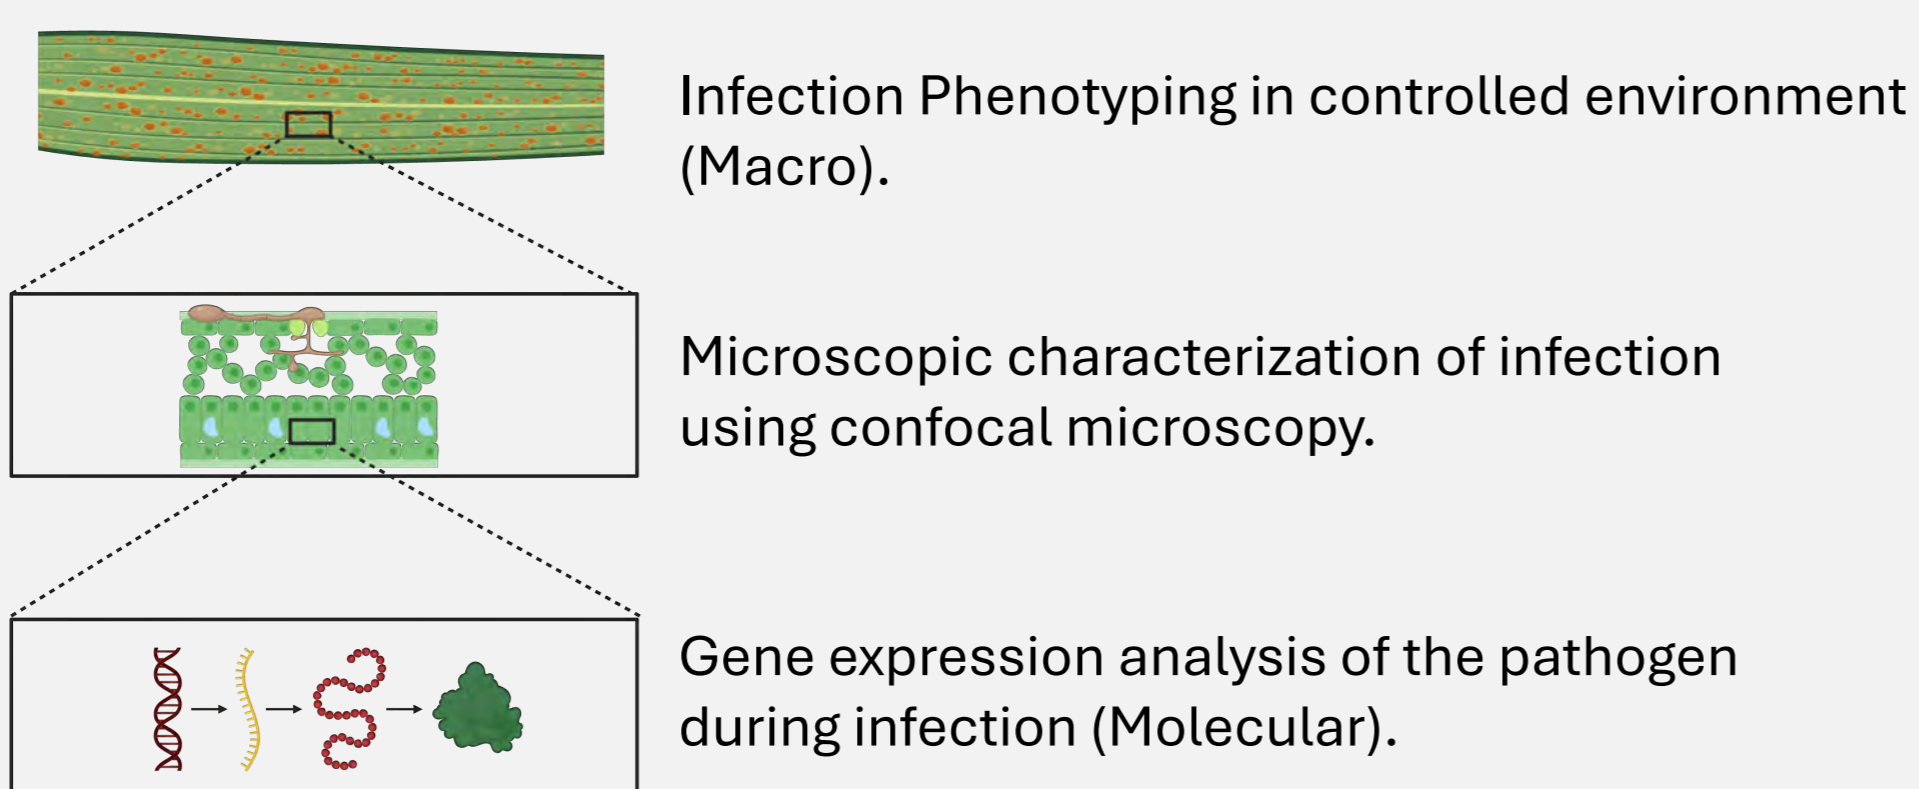 Infection Phenotyping in controlled environment
(Macro).
Microscopic characterization of infection
using confocal microscopy.
Gene expression analysis of the pathogen
during infection (Molecular).